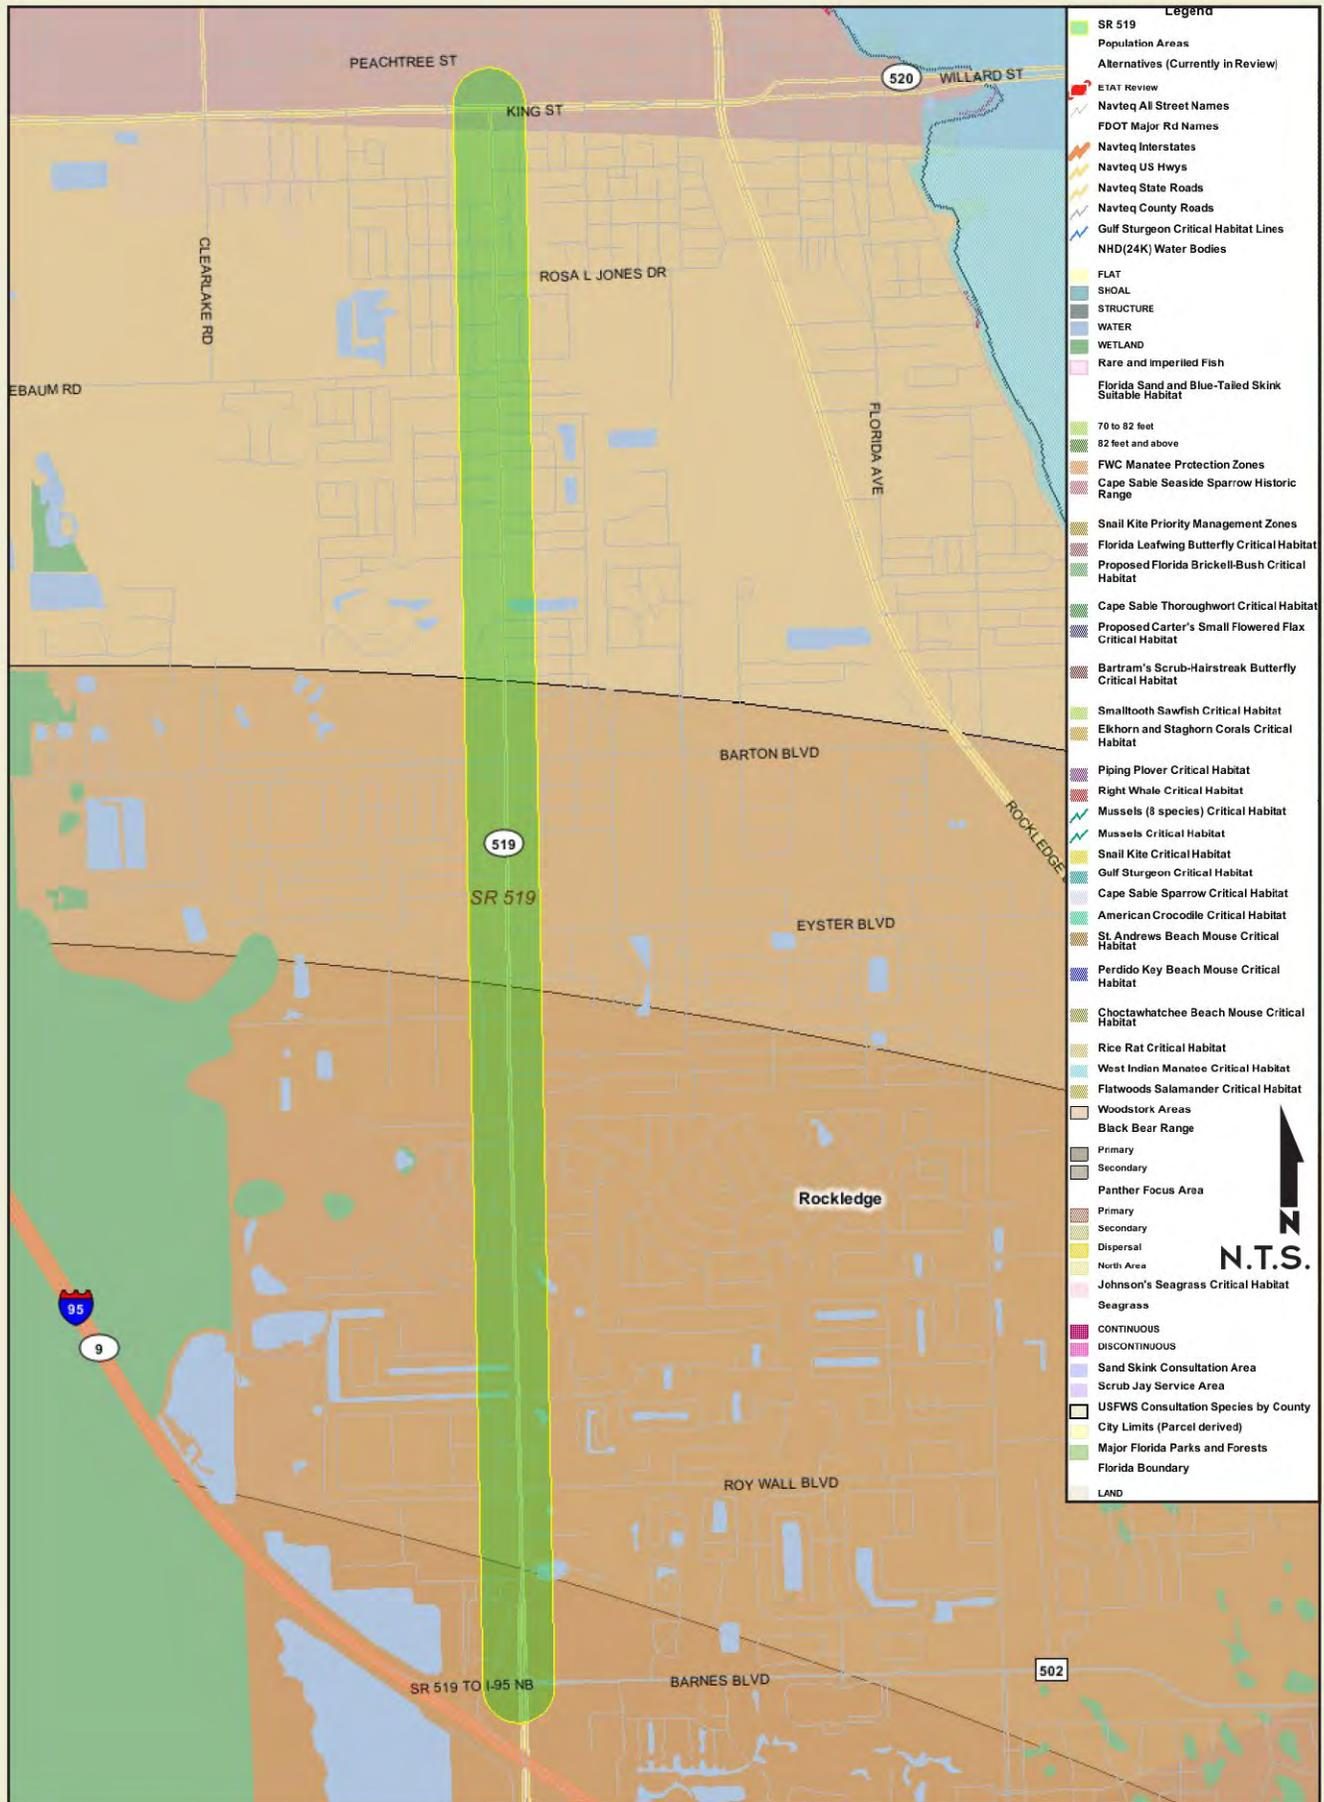 PEACHTREE ST
520
WILLARD ST
KING ST
CLEARLAKE RD
ROSA L JONES DR
EBAUM RD
FLORIDA AVE
BARTON BLVD
ROCKLEDGE
519
SR 519
EYSTER BLVD
Rockledge
95
9
ROY WALL BLVD
502
SR 519 TO I-95 NB
BARNES BLVD
Legend
SR 519
Population Areas
Alternatives (Currently in Review)
ETAT Review
Navteq All Street Names
FDOT Major Rd Names
Navteq Interstates
Navteq US Hwys
Navteq State Roads
Navteq County Roads
Gulf Sturgeon Critical Habitat Lines
NHD(24K) Water Bodies
FLAT
SHOAL
STRUCTURE
WATER
WETLAND
Rare and Imperiled Fish
Florida Sand and Blue-Tailed Skink
Suitable Habitat
70 to 82 feet
82 feet and above
FWC Manatee Protection Zones
Cape Sable Seaside Sparrow Historic
Range
Snail Kite Priority Management Zones
Florida Leafwing Butterfly Critical Habitat
Proposed Florida Brickell-Bush Critical
Habitat
Cape Sable Thoroughwort Critical Habitat
Proposed Carter's Small Flowered Flax
Critical Habitat
Bartram's Scrub-Hairstreak Butterfly
Critical Habitat
Smalltooth Sawfish Critical Habitat
Elkhorn and Staghorn Corals Critical
Habitat
Piping Plover Critical Habitat
Right Whale Critical Habitat
Mussels (8 species) Critical Habitat
Mussels Critical Habitat
Snail Kite Critical Habitat
Gulf Sturgeon Critical Habitat
Cape Sable Sparrow Critical Habitat
American Crocodile Critical Habitat
St. Andrews Beach Mouse Critical
Habitat
Perdido Key Beach Mouse Critical
Habitat
Choctawhatchee Beach Mouse Critical
Habitat
Rice Rat Critical Habitat
West Indian Manatee Critical Habitat
Flatwoods Salamander Critical Habitat
Woodstork Areas
Black Bear Range
Primary
Secondary
Panther Focus Area
Primary
Secondary
Dispersal
North Area
Johnson's Seagrass Critical Habitat
Seagrass
CONTINUOUS
DISCONTINUOUS
Sand Skink Consultation Area
Scrub Jay Service Area
USFWS Consultation Species by County
City Limits (Parcel derived)
Major Florida Parks and Forests
Florida Boundary
LAND
N
N.T.S.